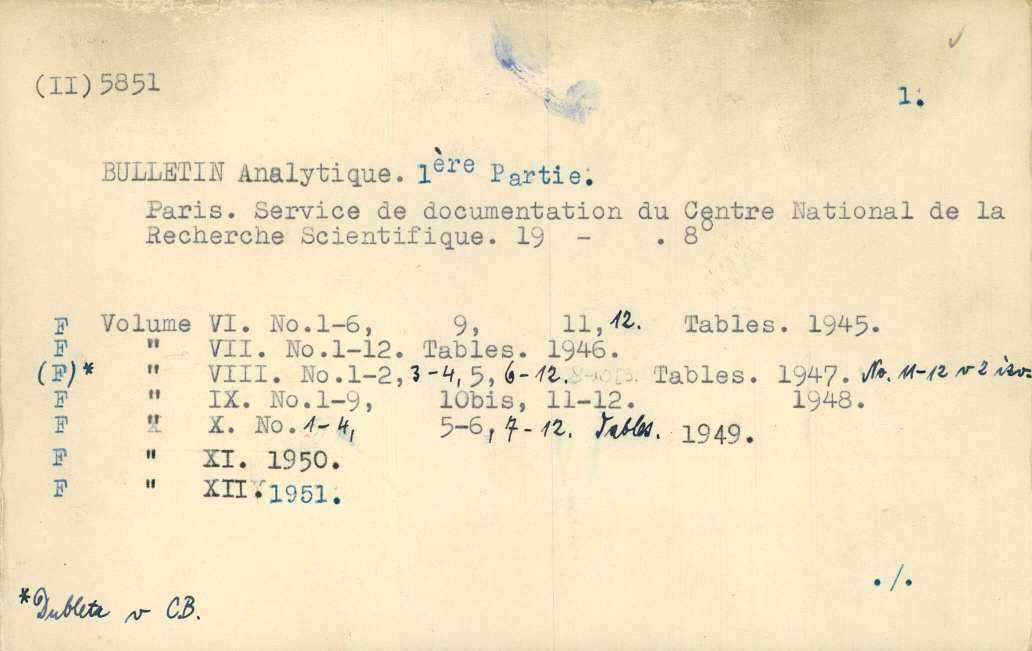 (II)5851
1.
BULLETIN Analytique. 1ère Partie.
Paris. Service de documentation du Centre National de la
Recherche Scientifique. 19 - . 8°
F Volume VI. No.1-6, 9, 11, 12. Tables. 1945.
F " VII. No.1-12. Tables. 1946.
(F)* " VIII. No.1-2, 3-4, 5, 6-12. Tables. 1947. No. 11-12 v 2 izv.
F " IX. No.1-9, 10bis, 11-12. 1948.
F " X. No. 1-4, 5-6, 7-12. Tables. 1949.
F " XI. 1950.
F " XII. 1951.
./.
*Dubleta v CB.